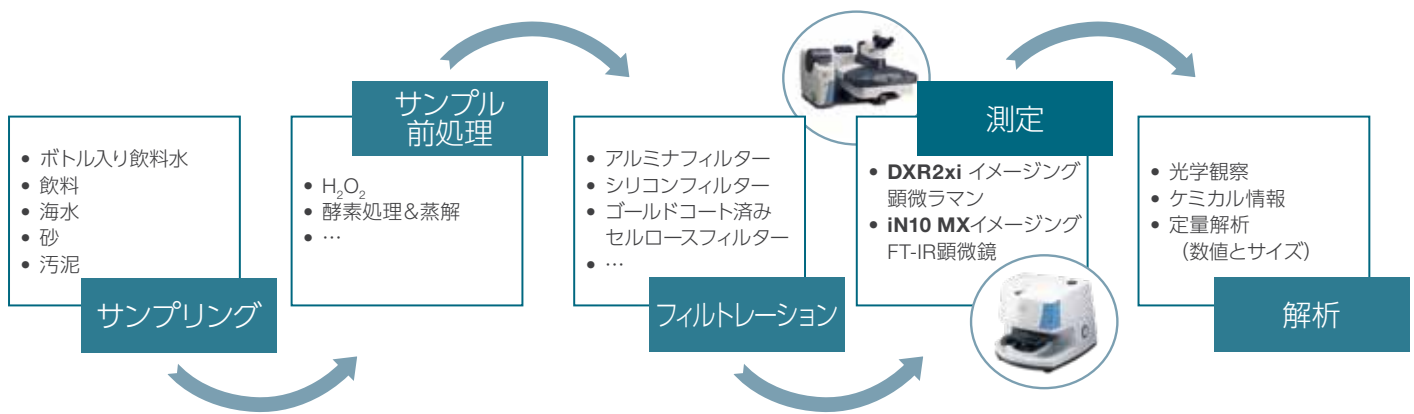 • ボトル入り飲料水
• 飲料
• 海水
• 砂
• 汚泥
サンプリング
サンプル
前処理
• H₂O₂
• 酵素処理&蒸解
• …
• アルミナフィルター
• シリコンフィルター
• ゴールドコート済み
セルロースフィルター
• …
フィルトレーション
測定
• DXR2xi イメージング
顕微ラマン
• iN10 MXイメージング
FT-IR顕微鏡
• 光学観察
• ケミカル情報
• 定量解析
（数値とサイズ）
解析